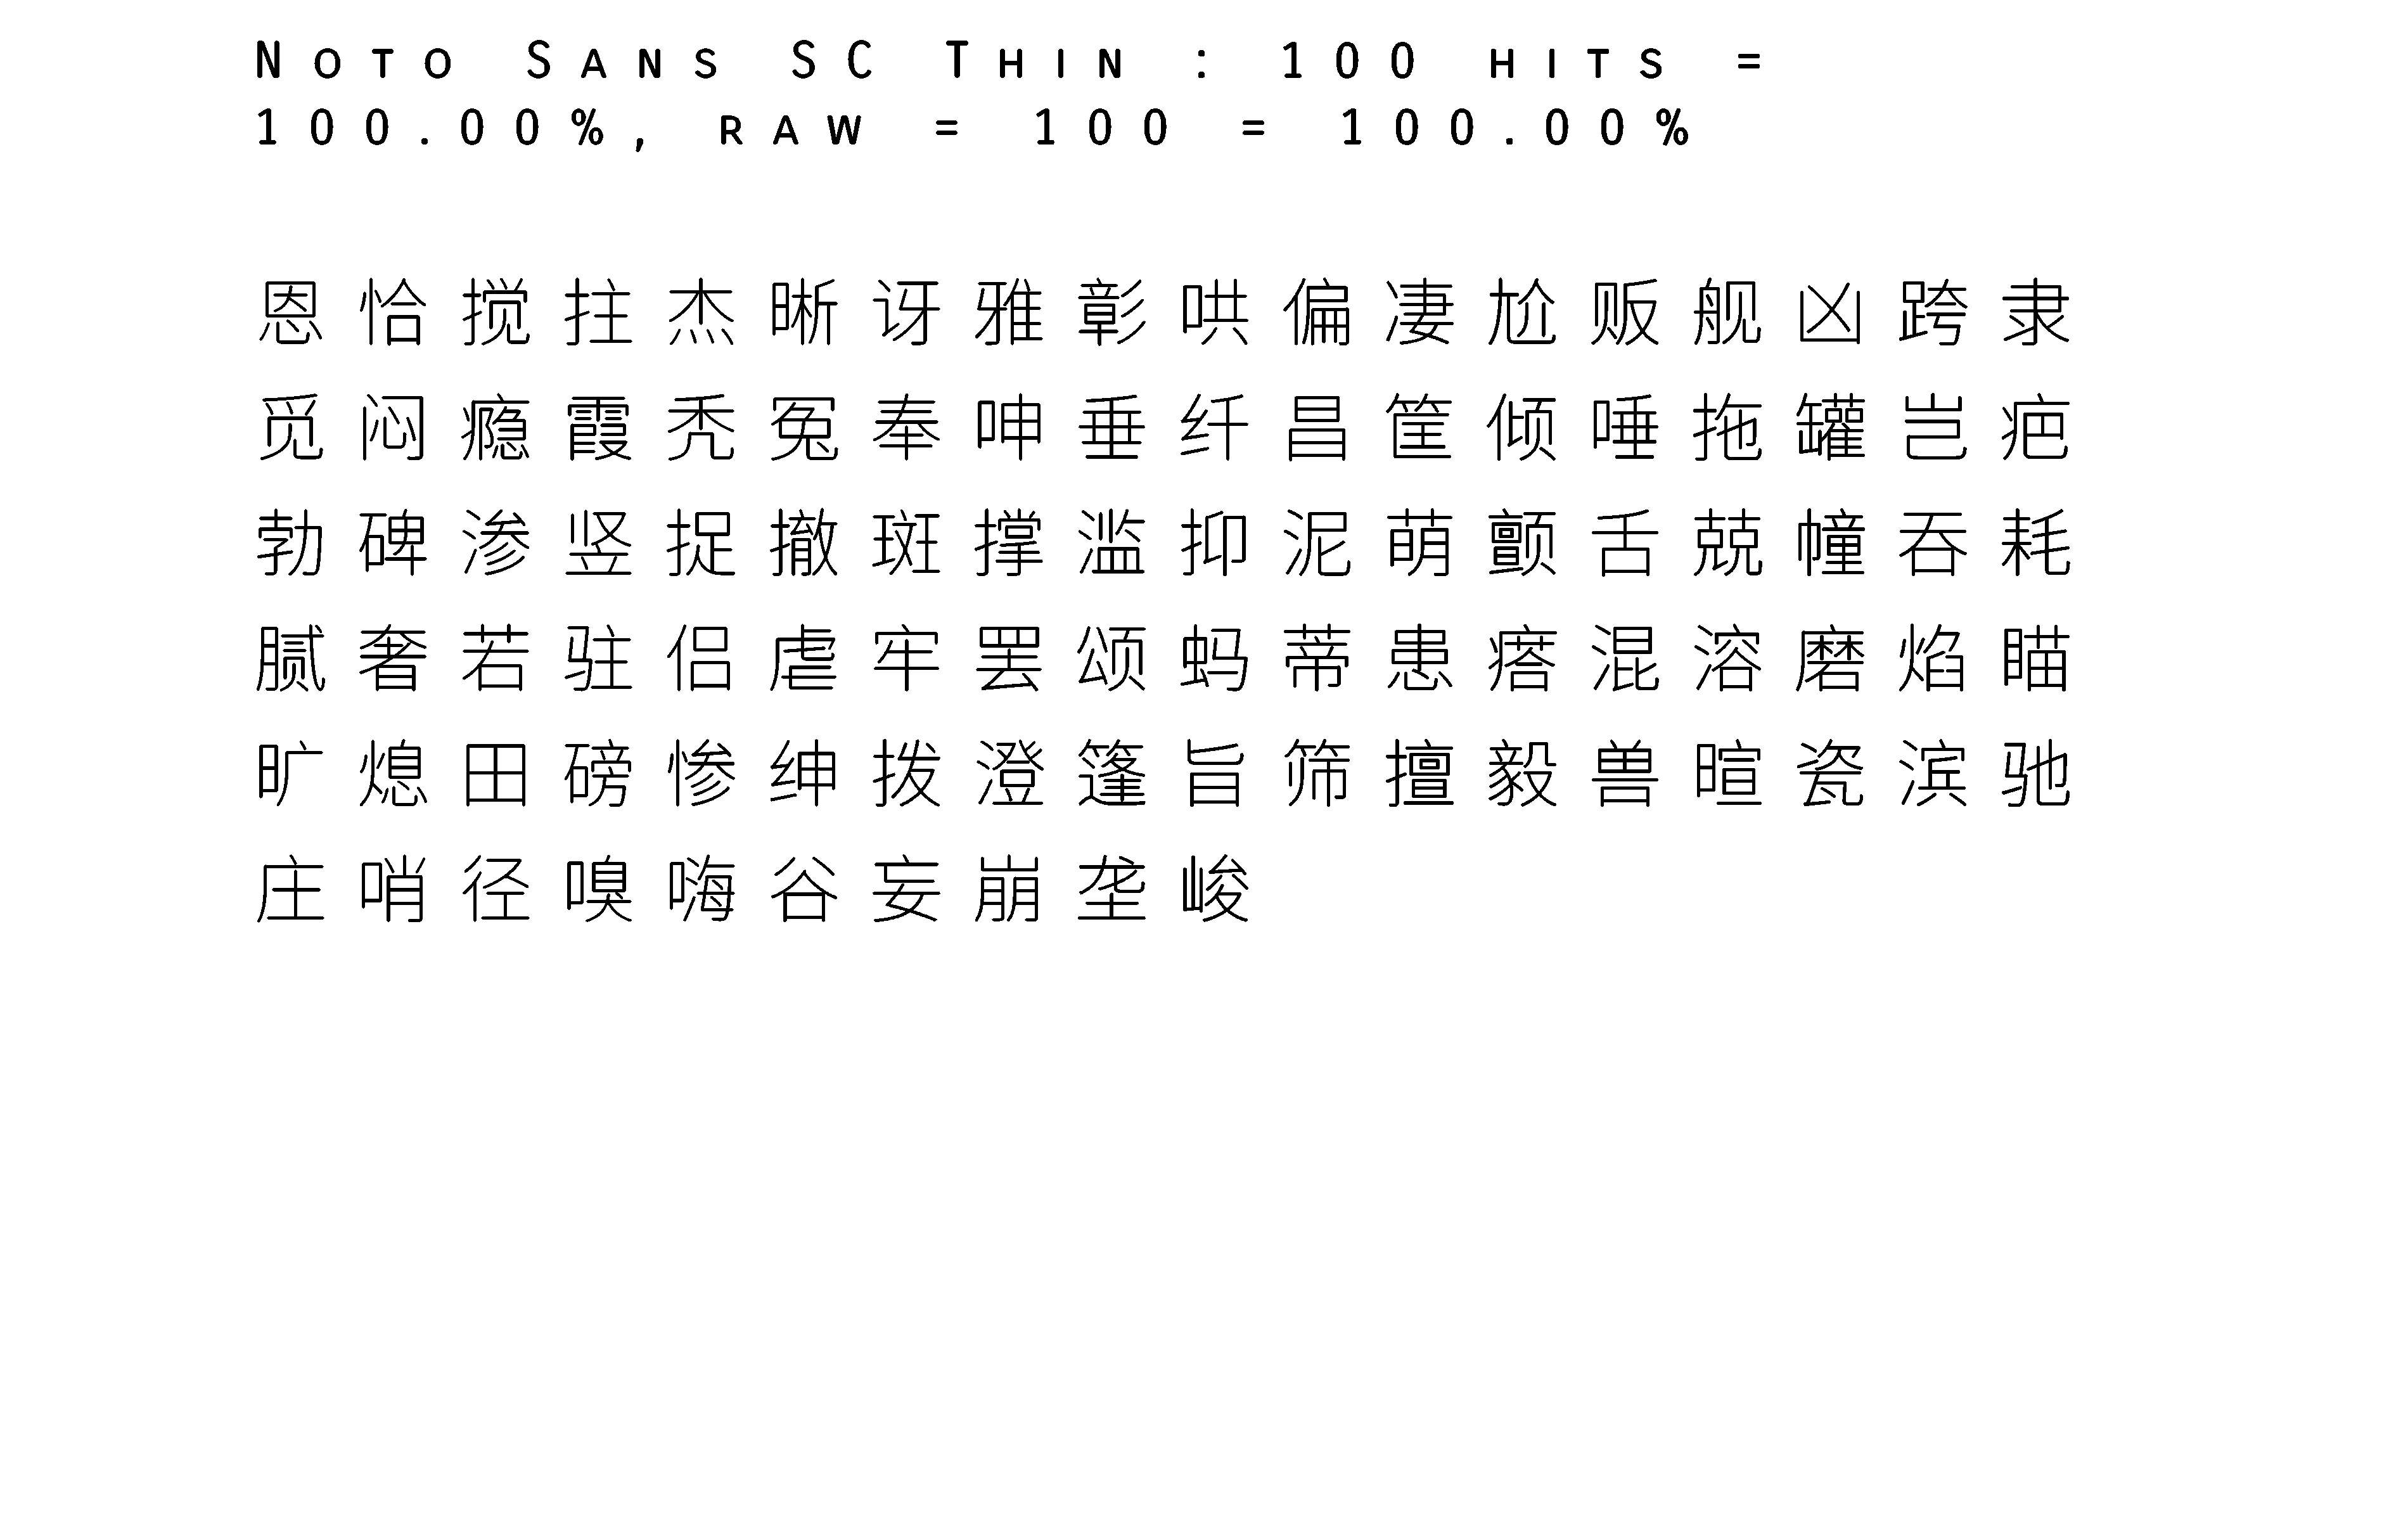 Noto Sans SC Thin : 100 hits =
100.00%, raw = 100 = 100.00%
恩恰搅拄杰晰讶雅彰哄偏凄尬贩舰凶跨隶
觅闷瘾霞秃冤奉呻垂纤昌筐倾唾拖罐岂疤
勃碑渗竖捉撤斑撑滥抑泥萌颤舌兢幢吞耗
腻奢若驻侣虐牢罢颂蚂蒂患瘩混溶磨焰瞄
旷熄田磅惨绅拨澄篷旨筛擅毅兽暄瓷滨驰
庄哨径嗅嗨谷妄崩垄峻